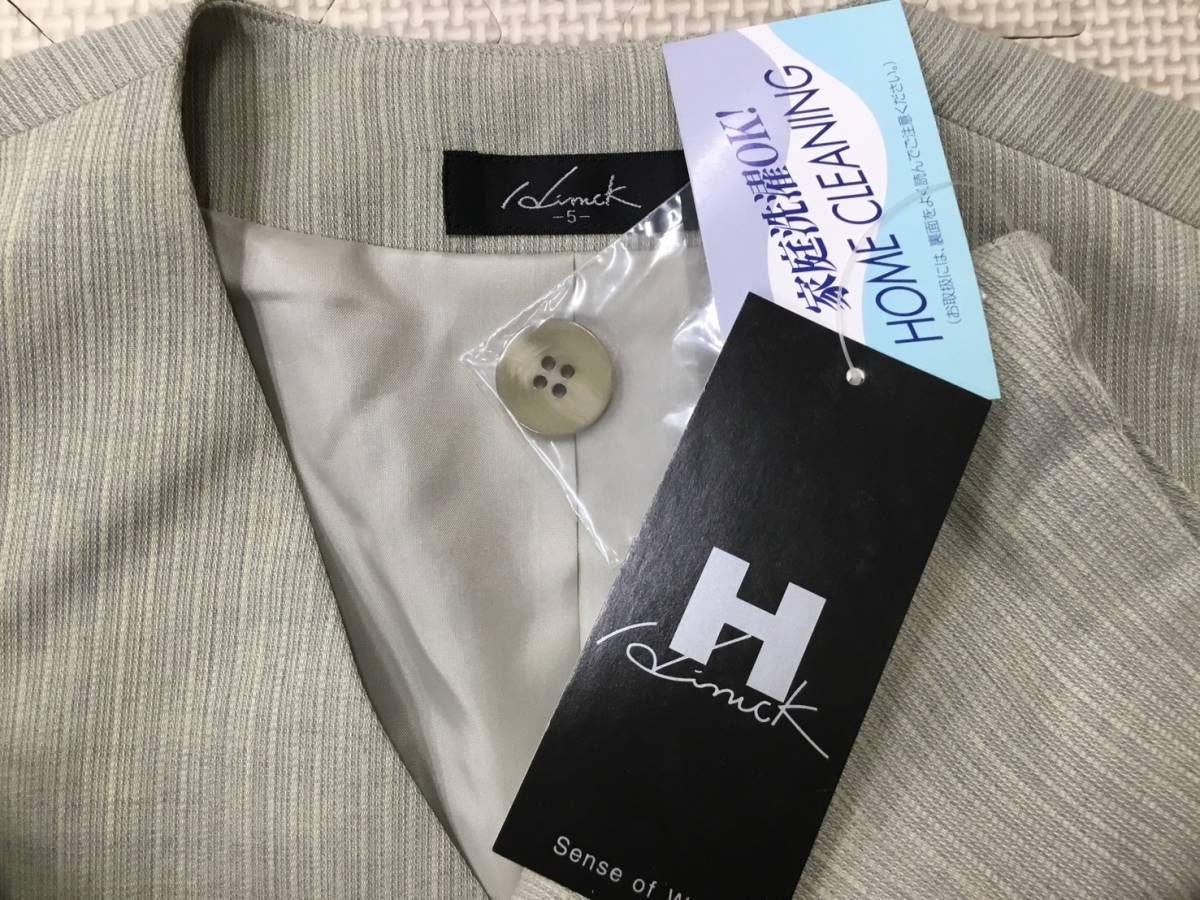 Himck
-5-
家庭洗濯OK!
HOME CLEANING
(お取扱には、裏面をよく読んでご注意ください。)
H
Himck
Sense of W